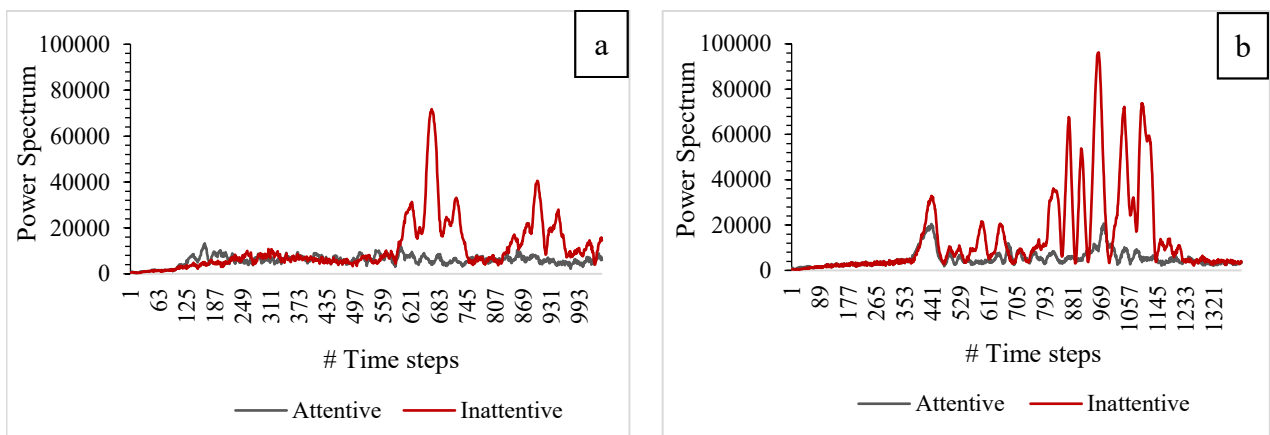 a
Power Spectrum
100000
80000
60000
40000
20000
0
1 63 125 187 249 311 373 435 497 559 621 683 745 807 869 931 993
# Time steps
Attentive Inattentive
b
Power Spectrum
100000
80000
60000
40000
20000
0
1 89 177 265 353 441 529 617 705 793 881 969 1057 1145 1233 1321
# Time steps
Attentive Inattentive